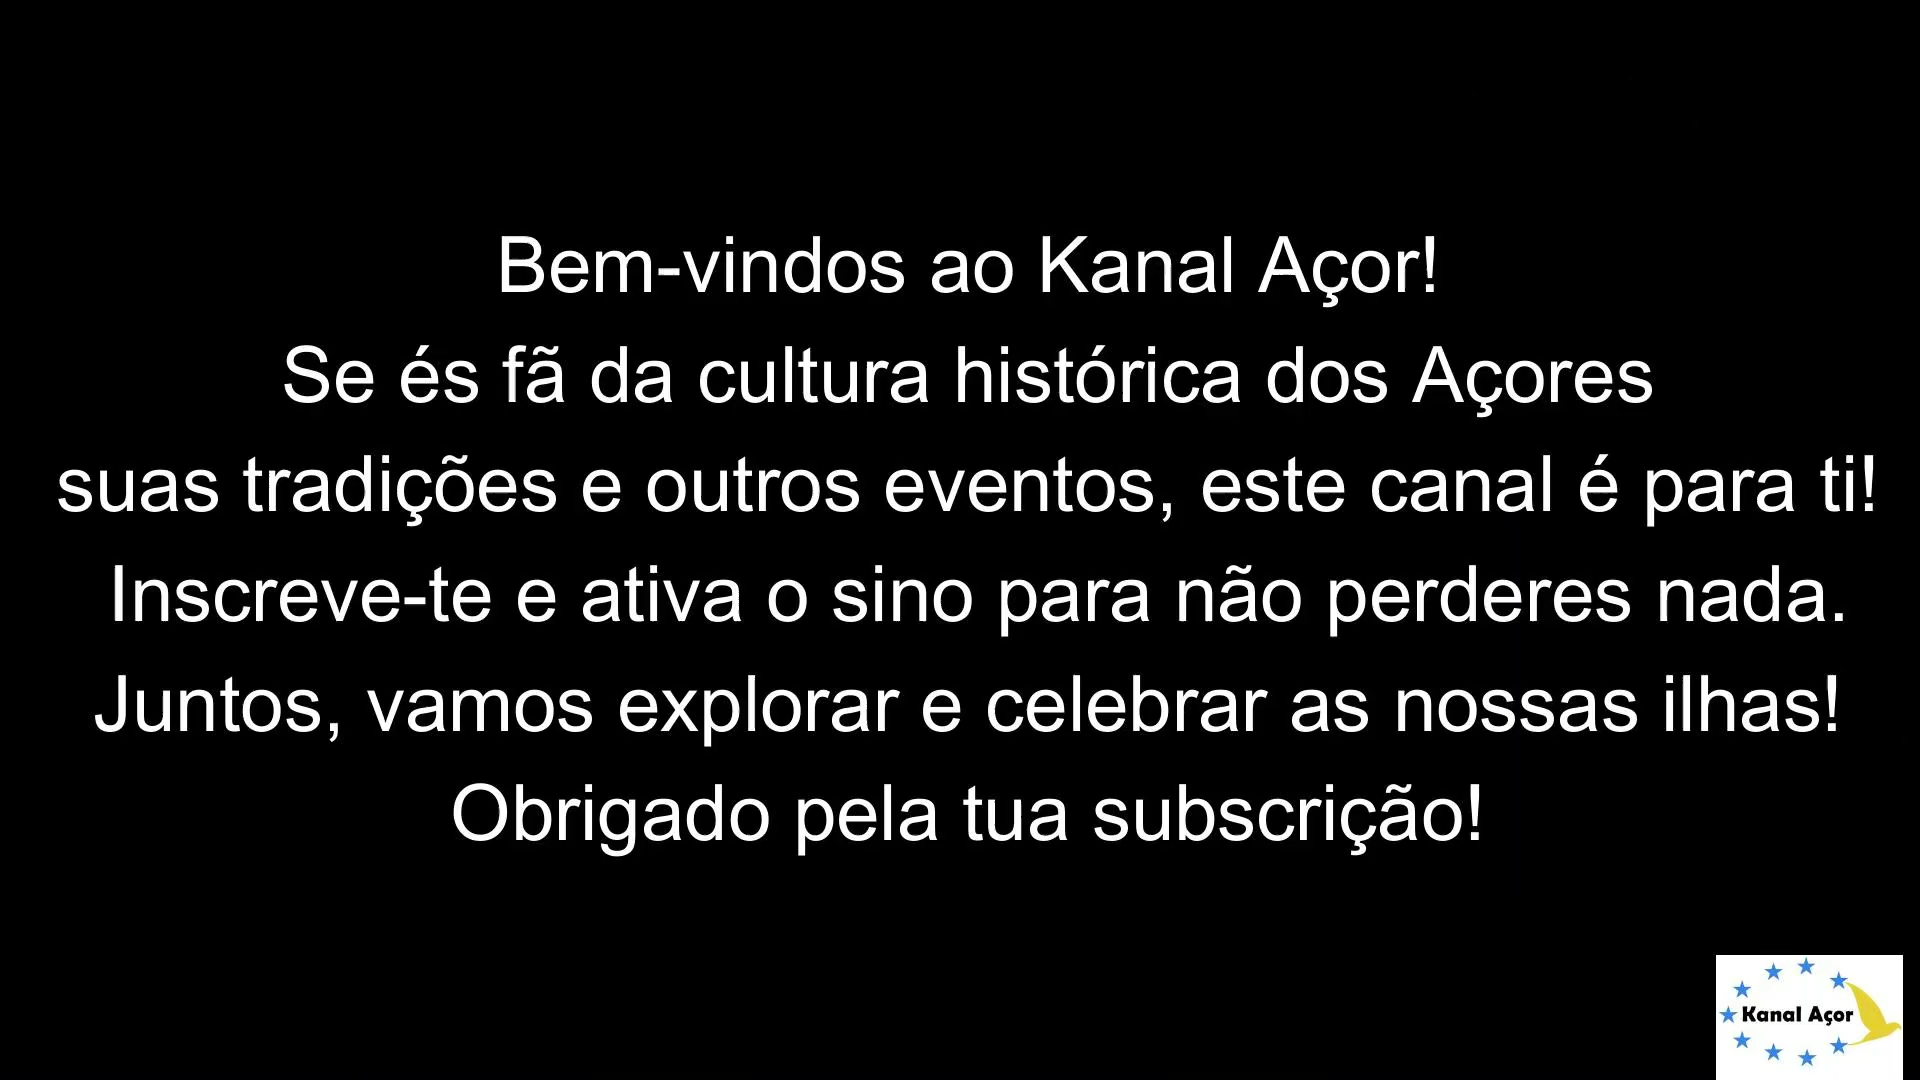 Bem-vindos ao Kanal Açor!
Se és fã da cultura histórica dos Açores
suas tradições e outros eventos, este canal é para ti!
Inscreve-te e ativa o sino para não perderes nada.
Juntos, vamos explorar e celebrar as nossas ilhas!
Obrigado pela tua subscrição!
Kanal Açor